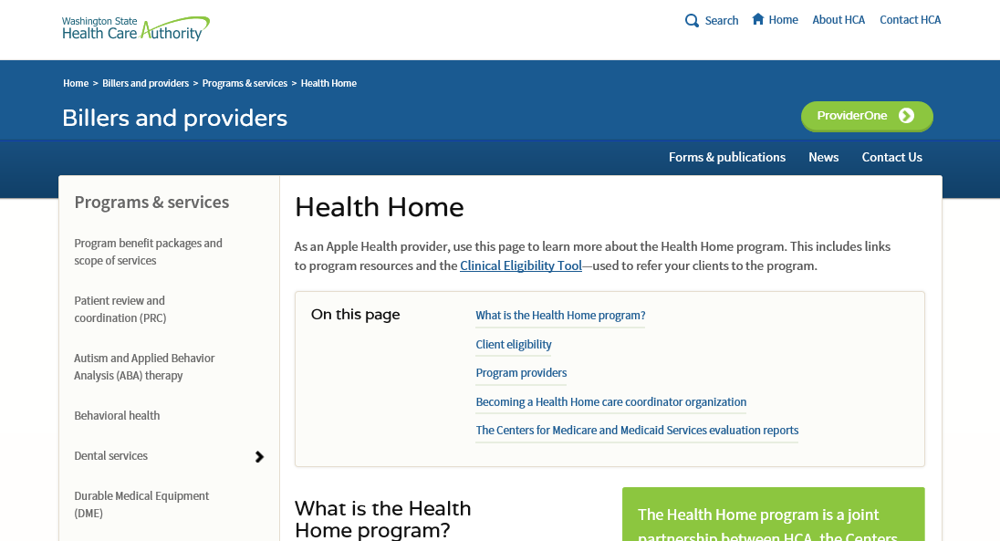 Washington State
Health Care Authority
Search
Home
About HCA
Contact HCA
Home > Billers and providers > Programs & services > Health Home
Billers and providers
ProviderOne
Forms & publications
News
Contact Us
Programs & services
Program benefit packages and
scope of services
Patient review and
coordination (PRC)
Autism and Applied Behavior
Analysis (ABA) therapy
Behavioral health
Dental services
Durable Medical Equipment
(DME)
Health Home
As an Apple Health provider, use this page to learn more about the Health Home program. This includes links
to program resources and the Clinical Eligibility Tool—used to refer your clients to the program.
On this page
What is the Health Home program?
Client eligibility
Program providers
Becoming a Health Home care coordinator organization
The Centers for Medicare and Medicaid Services evaluation reports
What is the Health
Home program?
The Health Home program is a joint
partnership between HCA, the Centers